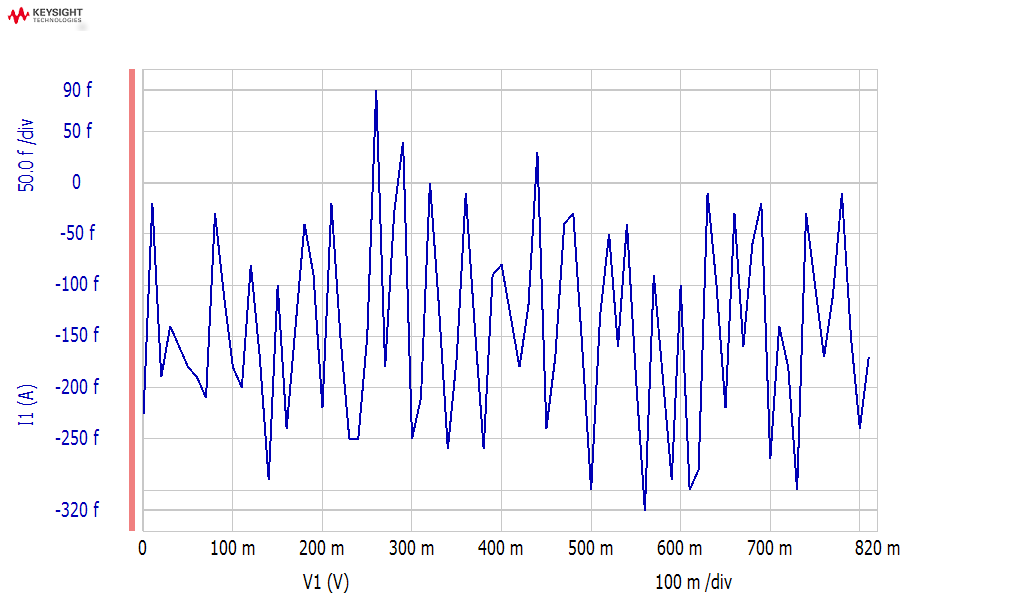 KEYSIGHT
TECHNOLOGIES
90 f
50 f
0
-50 f
-100 f
-150 f
-200 f
-250 f
-320 f
50.0 f /div
I1 (A)
0 100 m 200 m 300 m 400 m 500 m 600 m 700 m 820 m
V1 (V) 100 m /div